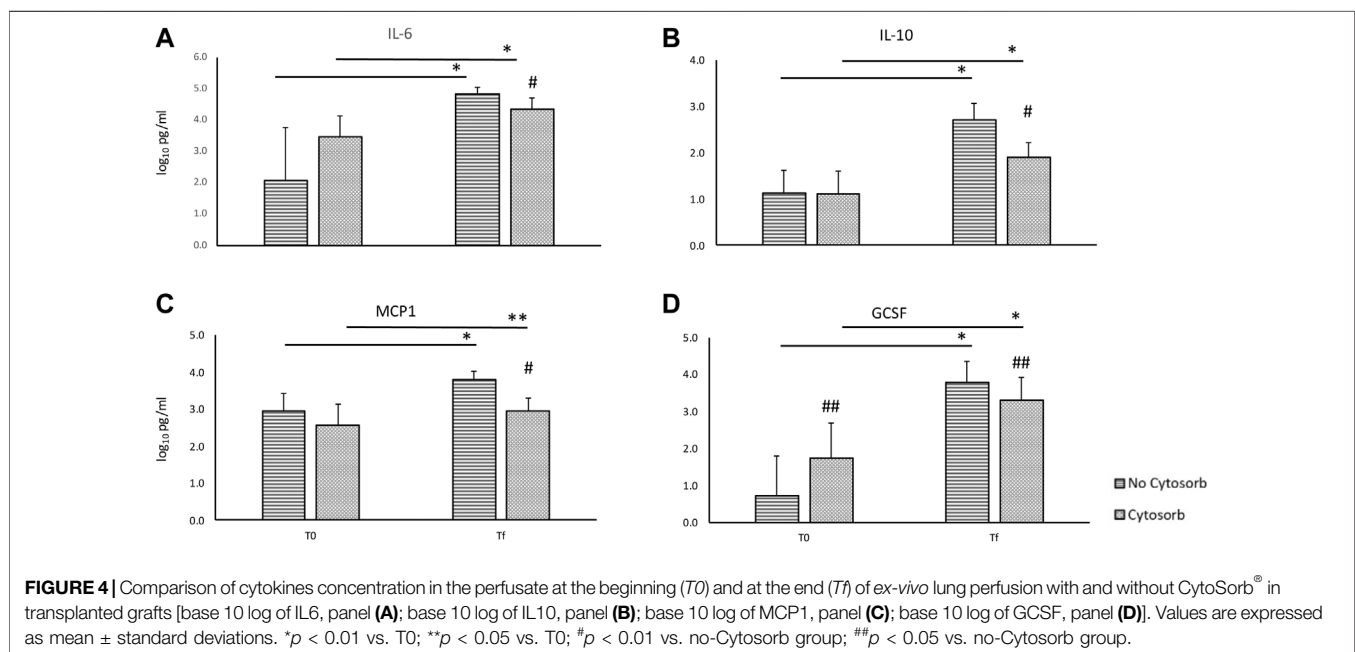 A
IL-6
*
*
#
log₁₀ pg/ml
6.0
5.0
4.0
3.0
2.0
1.0
0.0
B
IL-10
*
*
#
4.0
3.0
2.0
1.0
0.0
C
MCP1
**
*
#
log₁₀ pg/ml
5.0
4.0
3.0
2.0
1.0
0.0
T0
Tf
D
GCSF
*
*
##
##
5.0
4.0
3.0
2.0
1.0
0.0
T0
Tf
No Cytosorb
Cytosorb
FIGURE 4 | Comparison of cytokines concentration in the perfusate at the beginning (T0) and at the end (Tf) of ex-vivo lung perfusion with and without CytoSorb® in
transplanted grafts [base 10 log of IL6, panel (A); base 10 log of IL10, panel (B); base 10 log of MCP1, panel (C); base 10 log of GCSF, panel (D)]. Values are expressed
as mean ± standard deviations. *p < 0.01 vs. T0; **p < 0.05 vs. T0; #p < 0.01 vs. no-Cytosorb group; ##p < 0.05 vs. no-Cytosorb group.